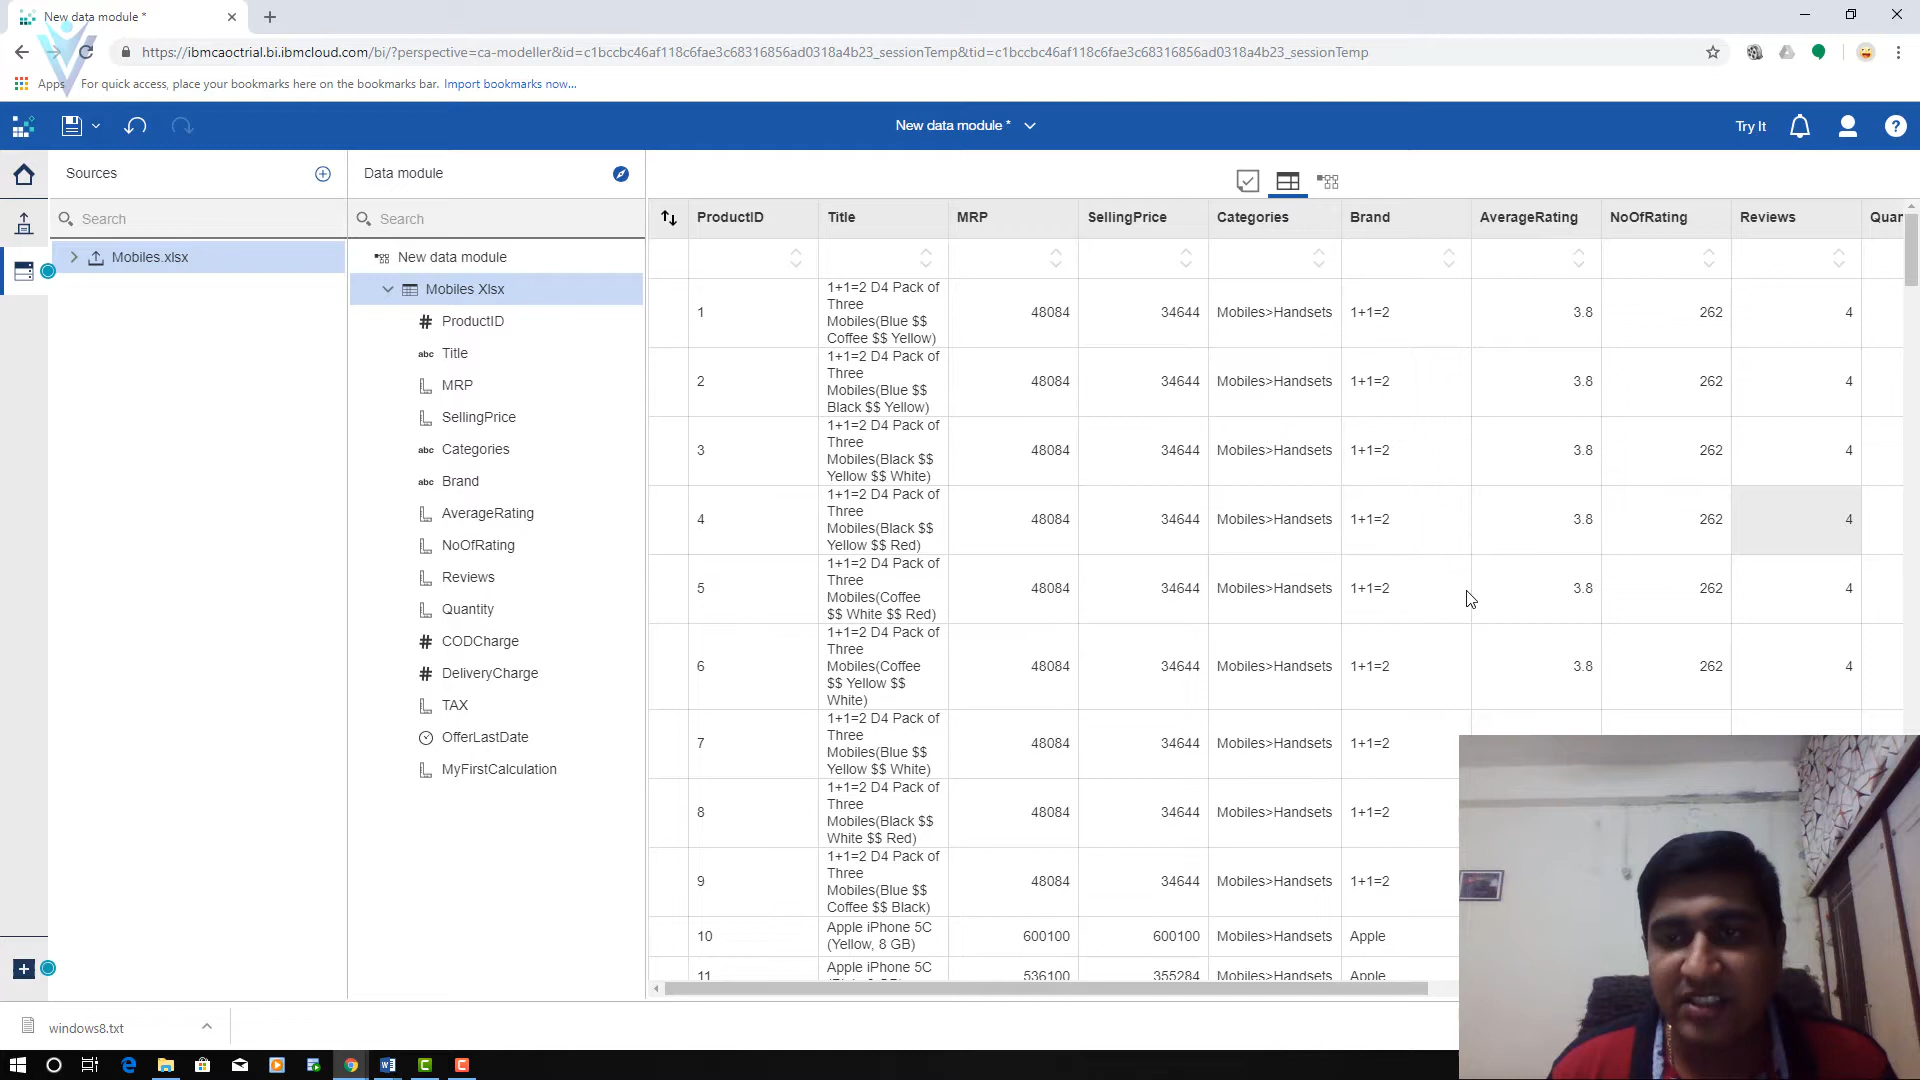 New data module *
https://ibmcaoctrial.bi.ibmcloud.com/bi/?perspective=ca-modeller&id=c1bccbc46af118c6fae3c68316856ad0318a4b23_sessionTemp&tid=c1bccbc46af118c6fae3c68316856ad0318a4b23_sessionTemp
Apps For quick access, place your bookmarks here on the bookmarks bar. Import bookmarks now...
New data module *
Try It
Sources
Data module
Search
Search
Mobiles.xlsx
New data module
Mobiles Xlsx
# ProductID
abc Title
MRP
SellingPrice
abc Categories
abc Brand
AverageRating
NoOfRating
Reviews
Quantity
# CODCharge
# DeliveryCharge
TAX
OfferLastDate
MyFirstCalculation
ProductID Title MRP SellingPrice Categories Brand AverageRating NoOfRating Reviews Quar
1 1+1=2 D4 Pack of
Three
Mobiles(Blue $$
Coffee $$ Yellow) 48084 34644 Mobiles>Handsets 1+1=2 3.8 262 4
2 1+1=2 D4 Pack of
Three
Mobiles(Blue $$
Black $$ Yellow) 48084 34644 Mobiles>Handsets 1+1=2 3.8 262 4
3 1+1=2 D4 Pack of
Three
Mobiles(Black $$
Yellow $$ White) 48084 34644 Mobiles>Handsets 1+1=2 3.8 262 4
4 1+1=2 D4 Pack of
Three
Mobiles(Black $$
Yellow $$ Red) 48084 34644 Mobiles>Handsets 1+1=2 3.8 262 4
5 1+1=2 D4 Pack of
Three
Mobiles(Coffee
$$ White $$ Red) 48084 34644 Mobiles>Handsets 1+1=2 3.8 262 4
6 1+1=2 D4 Pack of
Three
Mobiles(Coffee
$$ Yellow $$
White) 48084 34644 Mobiles>Handsets 1+1=2 3.8 262 4
7 1+1=2 D4 Pack of
Three
Mobiles(Blue $$
Yellow $$ White) 48084 34644 Mobiles>Handsets 1+1=2
8 1+1=2 D4 Pack of
Three
Mobiles(Black $$
White $$ Red) 48084 34644 Mobiles>Handsets 1+1=2
9 1+1=2 D4 Pack of
Three
Mobiles(Blue $$
Coffee $$ Black) 48084 34644 Mobiles>Handsets 1+1=2
10 Apple iPhone 5C
(Yellow, 8 GB) 600100 600100 Mobiles>Handsets Apple
11 Apple iPhone 5C 536100 355284 Mobiles>Handsets Apple
windows8.txt